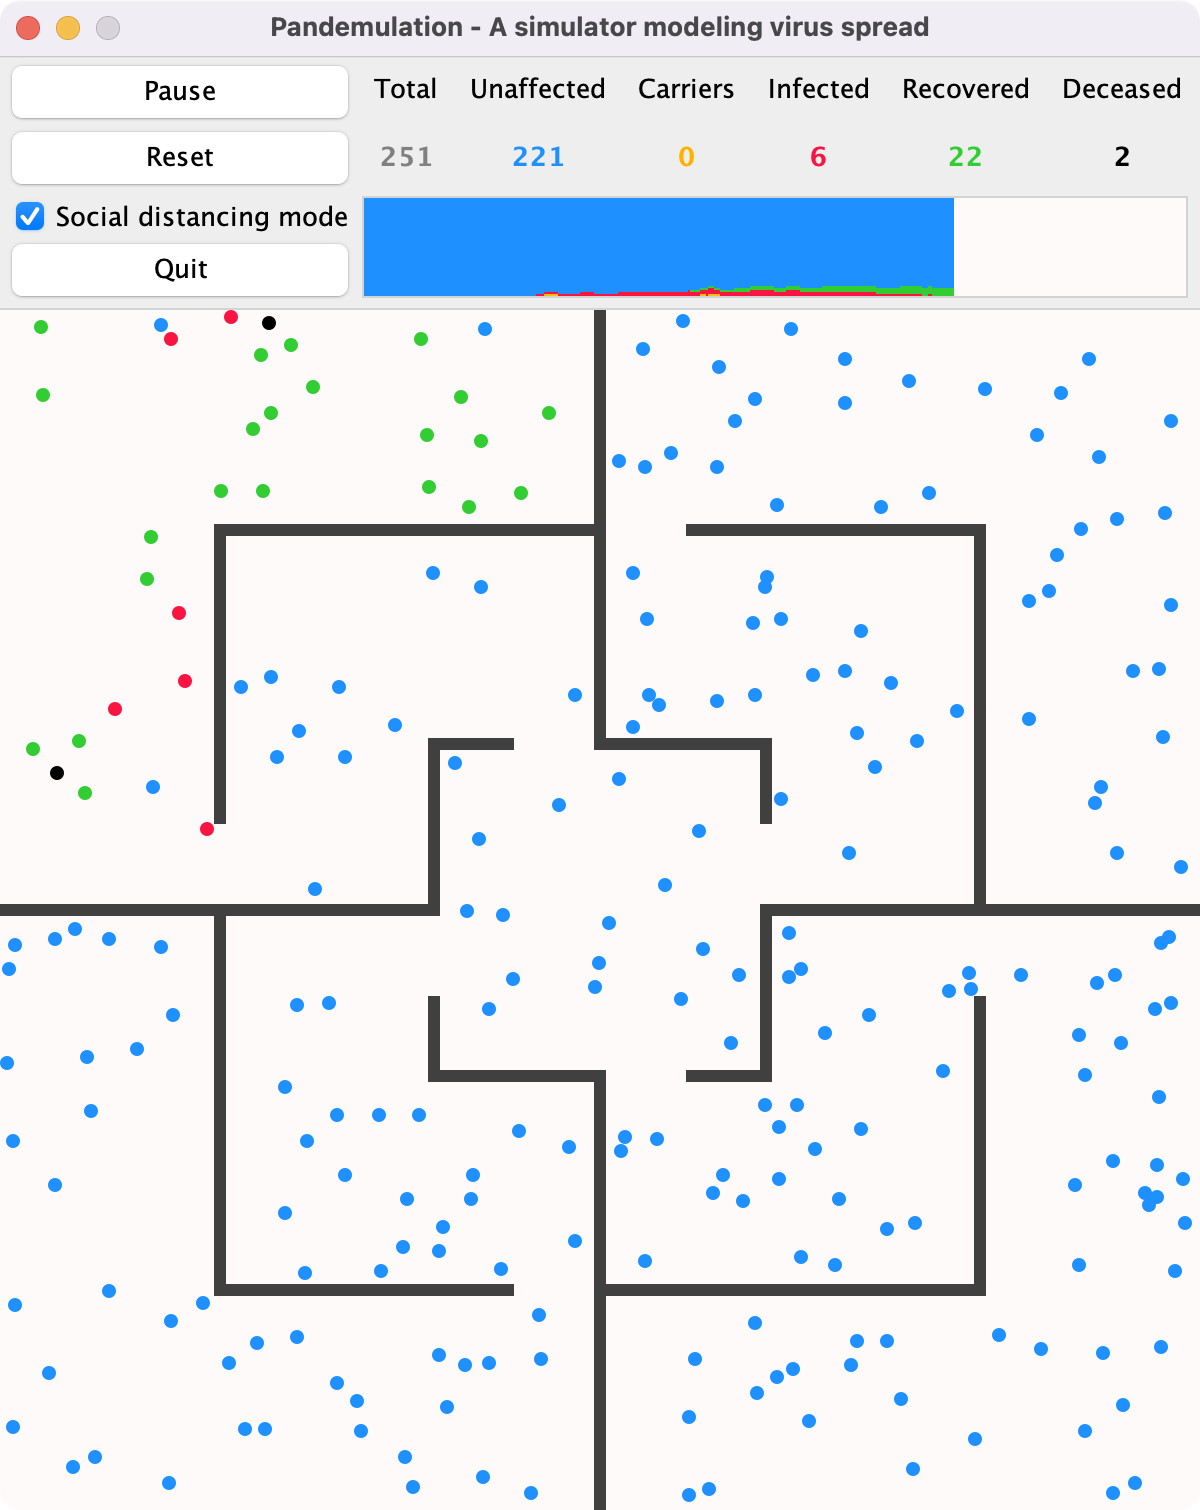 Pandemulation - A simulator modeling virus spread
Pause
Total Unaffected Carriers Infected Recovered Deceased
Reset
251 221 0 6 22 2
Social distancing mode
Quit